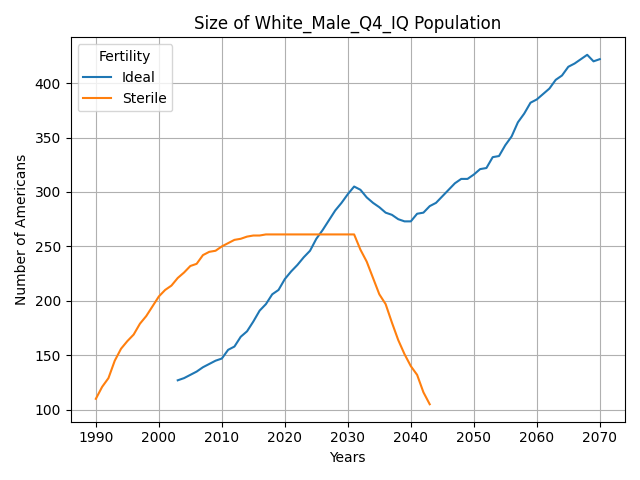 Size of White_Male_Q4_IQ Population
Fertility
Ideal
Sterile
Number of Americans
400
350
300
250
200
150
100
1990
2000
2010
2020
2030
2040
2050
2060
2070
Years